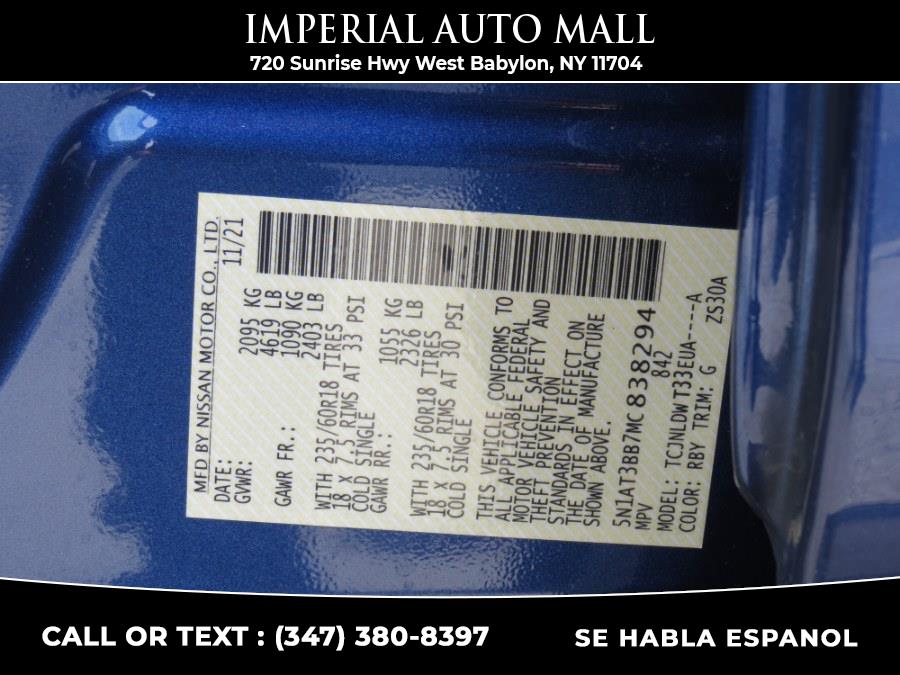 IMPERIAL AUTO MALL
720 Sunrise Hwy West Babylon, NY 11704
MFD BY NISSAN MOTOR CO., LTD.
DATE: 11/21
GVWR: 2095 KG
4619 LB
GAWR FR.: 1090 KG
2403 LB
WITH 235/60R18 TIRES
18 X 7.5 RIMS AT 33 PSI
COLD SINGLE
GAWR RR.: 1055 KG
2326 LB
WITH 235/60R18 TIRES
18 X 7.5 RIMS AT 30 PSI
COLD SINGLE
THIS VEHICLE CONFORMS TO
ALL APPLICABLE FEDERAL
MOTOR VEHICLE SAFETY AND
THEFT PREVENTION
STANDARDS IN EFFECT ON
THE DATE OF MANUFACTURE
SHOWN ABOVE.
5N1AT3BB7MC838294
MPV 842
MODEL: TCJNLDWT33EUA----A
COLOR: RBY TRIM: G ZS30A
CALL OR TEXT : (347) 380-8397
SE HABLA ESPANOL